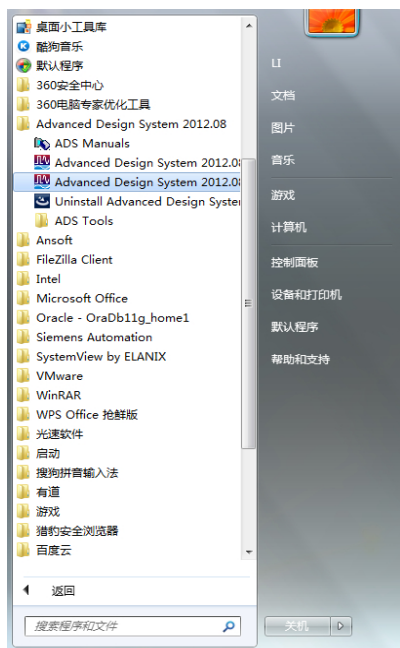 桌面小工具库
酷狗音乐
默认程序
360安全中心
360电脑专家优化工具
Advanced Design System 2012.08
ADS Manuals
Advanced Design System 2012.08
Advanced Design System 2012.08
Uninstall Advanced Design System
ADS Tools
Ansoft
FileZilla Client
Intel
Microsoft Office
Oracle - OraDb11g_home1
Siemens Automation
SystemView by ELANIX
VMware
WinRAR
WPS Office 抢鲜版
光速软件
启动
搜狗拼音输入法
有道
游戏
猎豹安全浏览器
百度云
返回
搜索程序和文件
LI
文档
图片
音乐
游戏
计算机
控制面板
设备和打印机
默认程序
帮助和支持
关机